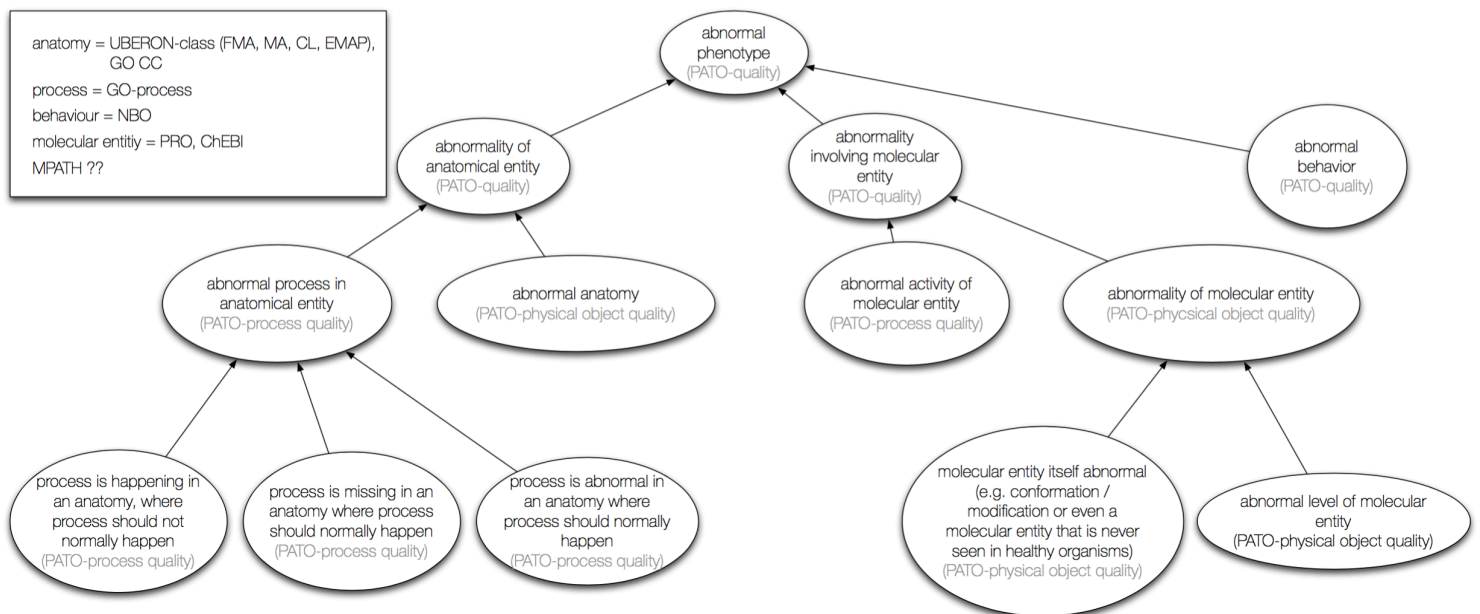 anatomy = UBERON-class (FMA, MA, CL, EMAP),
GO CC
process = GO-process
behaviour = NBO
molecular entitiy = PRO, ChEBI
MPATH ??
abnormal
phenotype
(PATO-quality)
abnormality of
anatomical entity
(PATO-quality)
abnormality
involving molecular
entity
(PATO-quality)
abnormal
behavior
(PATO-quality)
abnormal process in
anatomical entity
(PATO-process quality)
abnormal anatomy
(PATO-physical object quality)
abnormal activity of
molecular entity
(PATO-process quality)
abnormality of molecular entity
(PATO-phycsical object quality)
process is happening in
an anatomy, where
process should not
normally happen
(PATO-process quality)
process is missing in an
anatomy where process
should normally happen
(PATO-process quality)
process is abnormal in
an anatomy where
process should normally
happen
(PATO-process quality)
molecular entity itself abnormal
(e.g. conformation /
modification or even a
molecular entity that is never
seen in healthy organisms)
(PATO-physical object quality)
abnormal level of molecular
entity
(PATO-physical object quality)